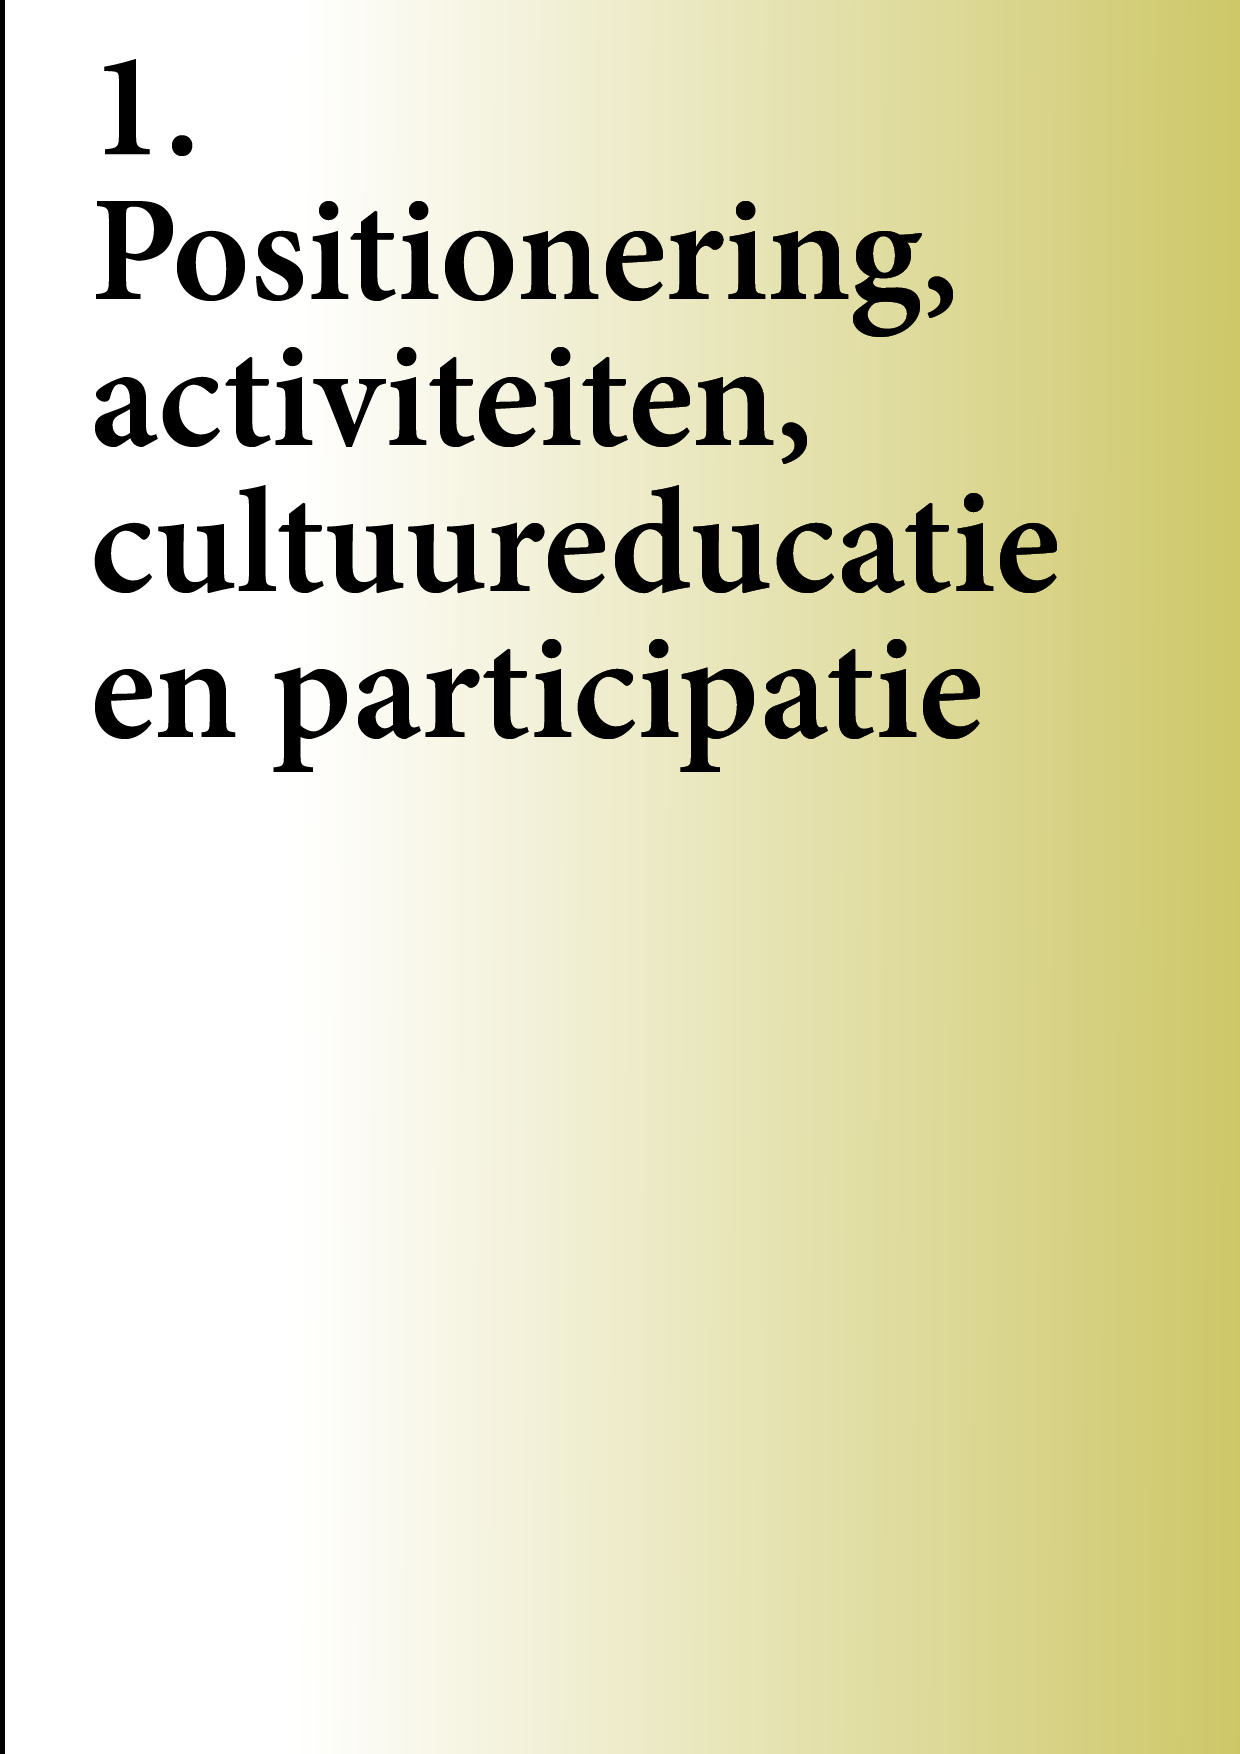 1.
Positionering,
activiteiten,
cultuureducatie
en participatie